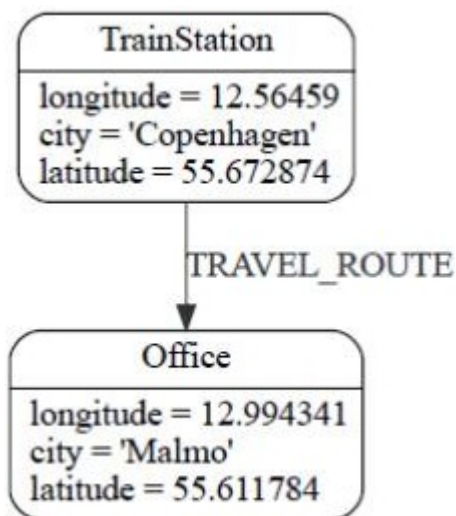 TrainStation
longitude = 12.56459
city = 'Copenhagen'
latitude = 55.672874
TRAVEL_ROUTE
Office
longitude = 12.994341
city = 'Malmo'
latitude = 55.611784